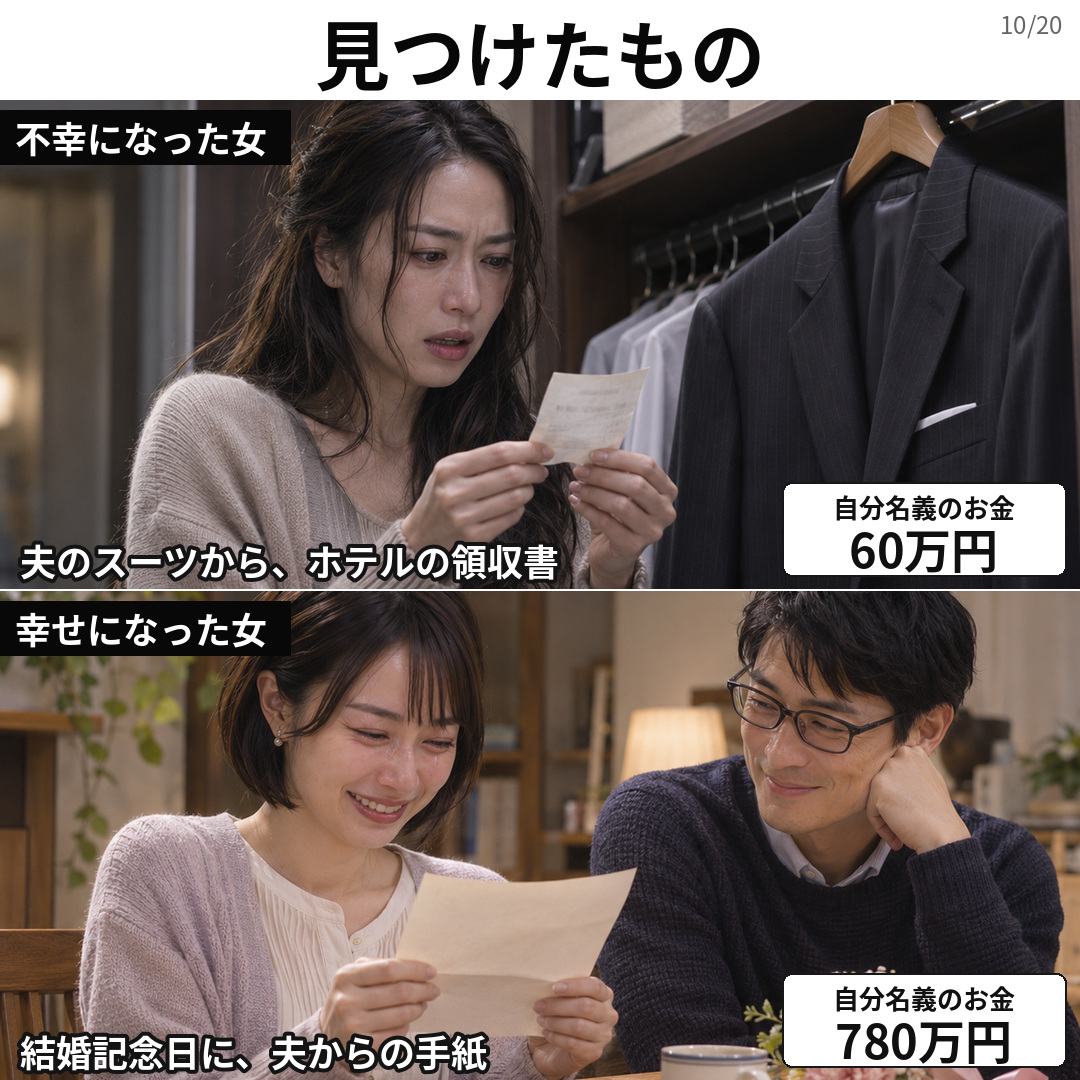 見つけたもの
10/20
不幸になった女
夫のスーツから、ホテルの領収書
自分名義のお金
60万円
幸せになった女
結婚記念日に、夫からの手紙
自分名義のお金
780万円